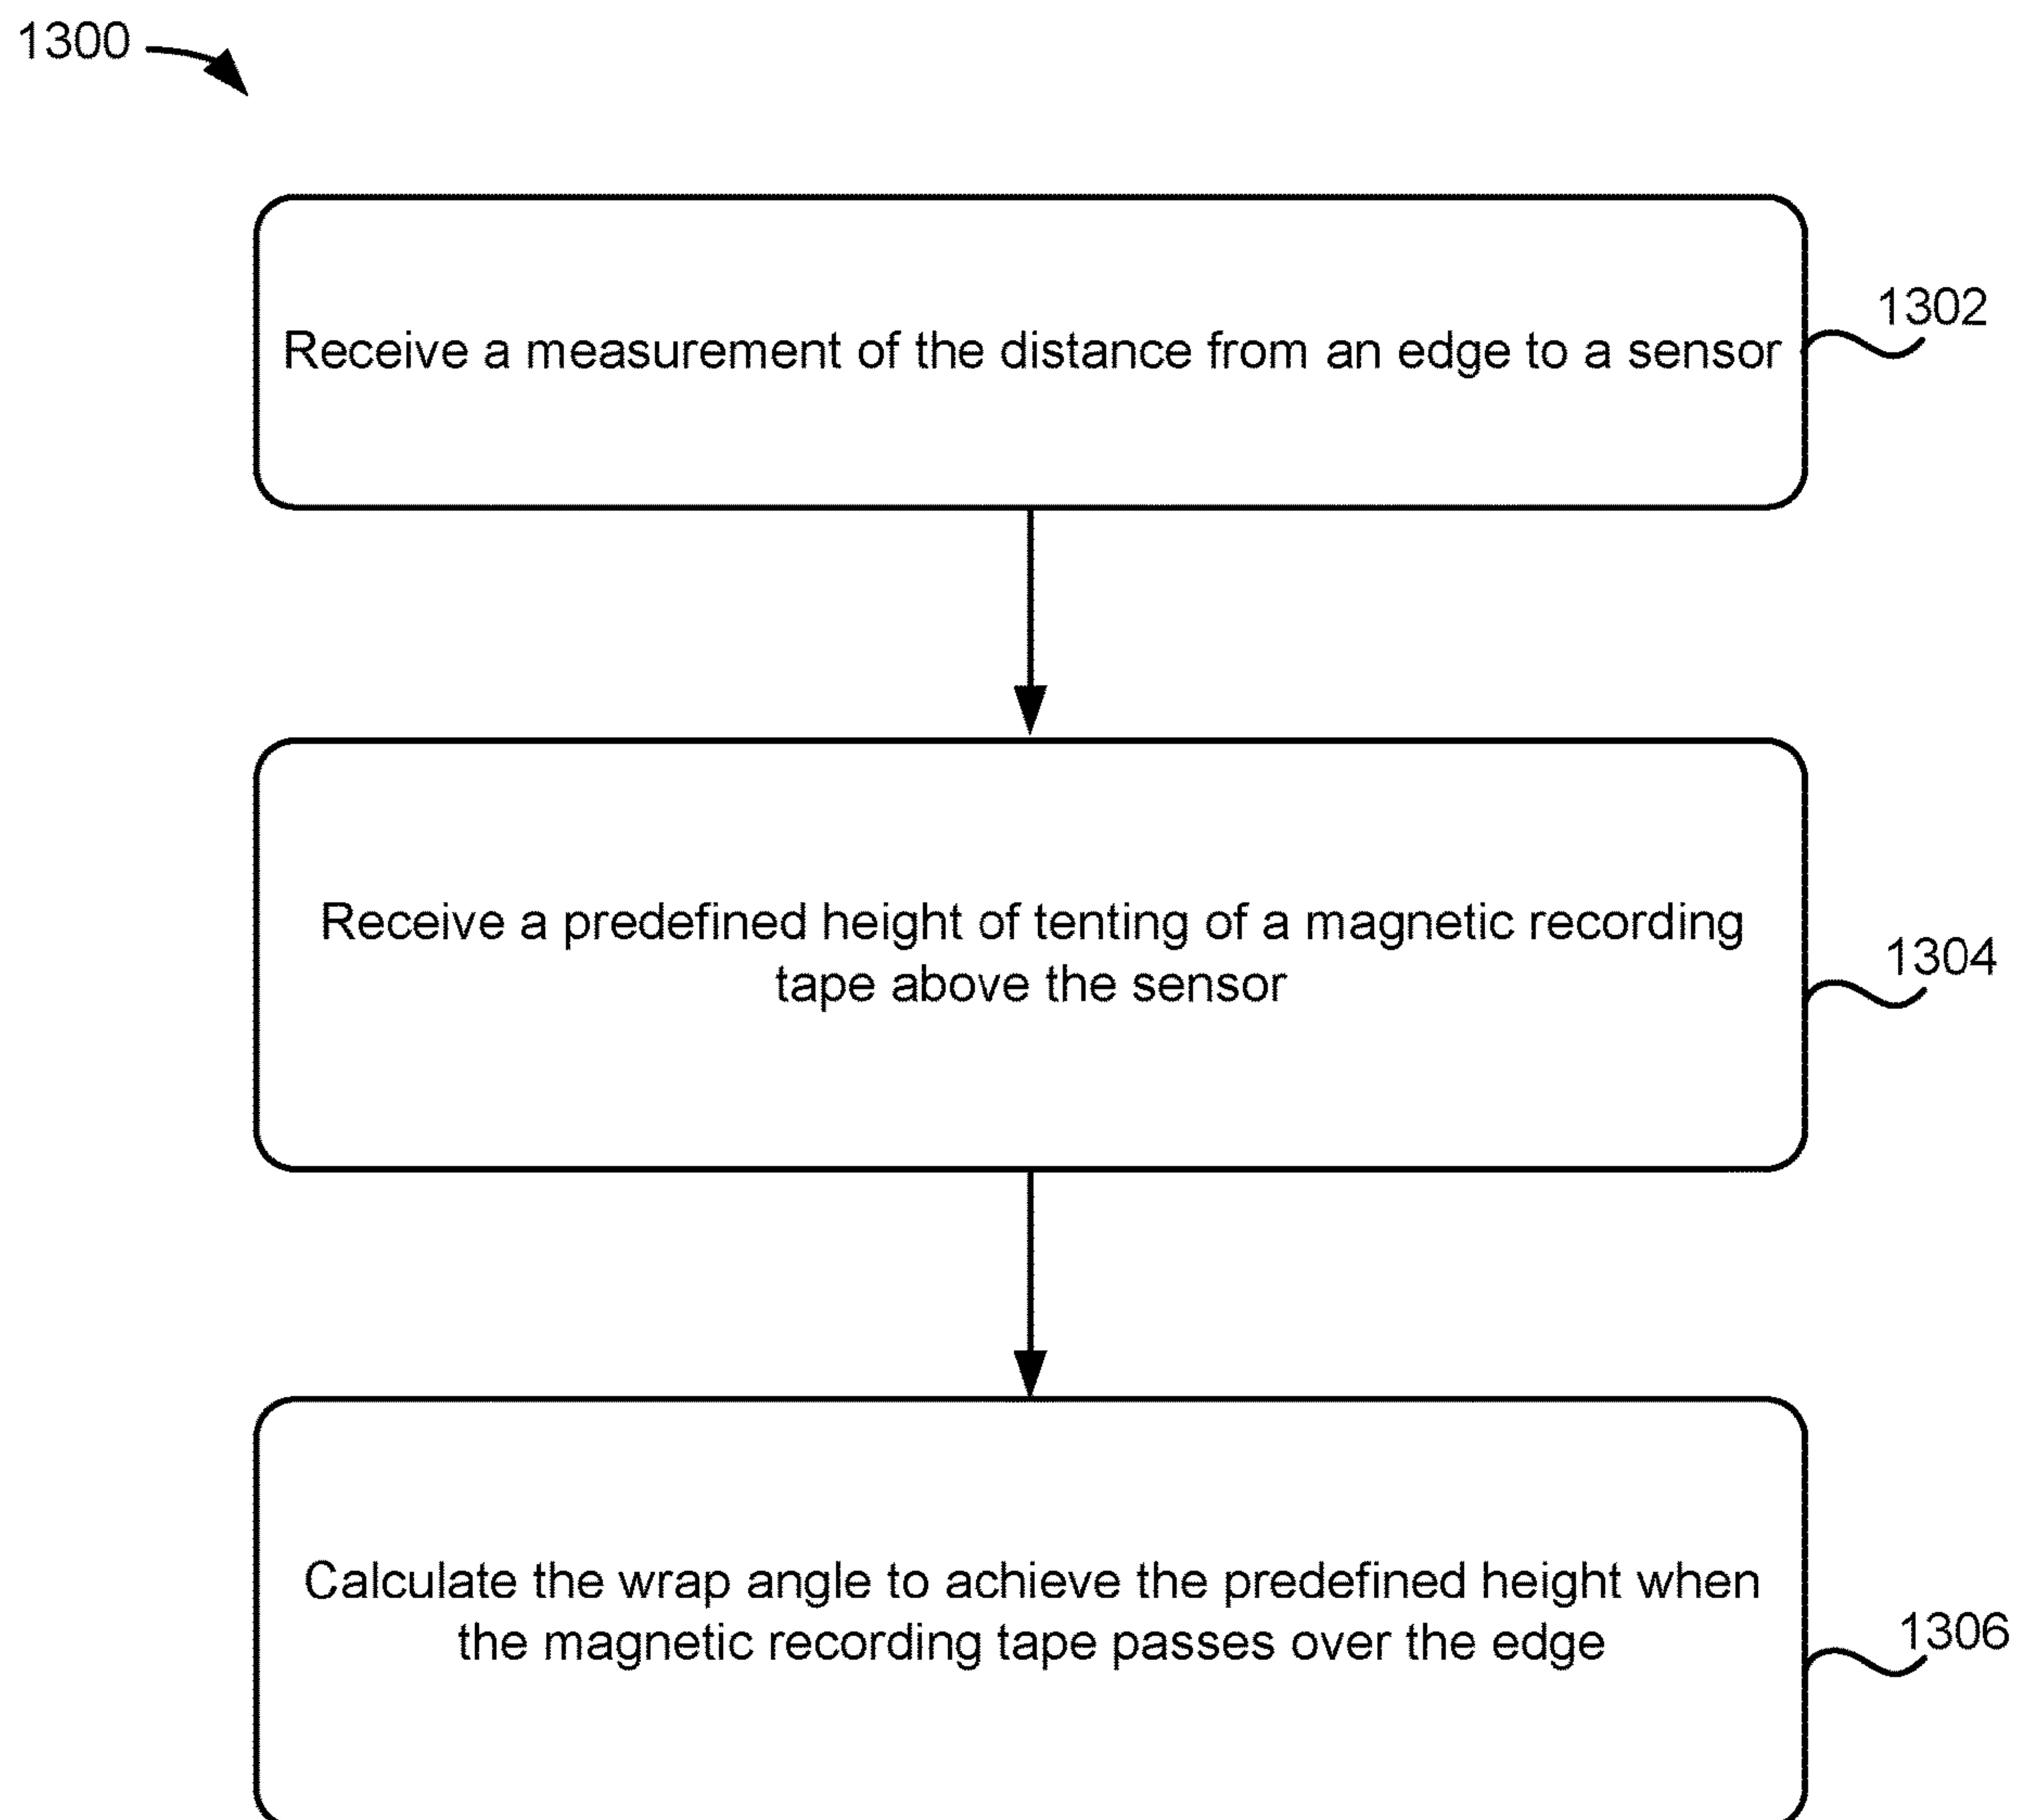 1300
Receive a measurement of the distance from an edge to a sensor
1302
Receive a predefined height of tenting of a magnetic recording
tape above the sensor
1304
Calculate the wrap angle to achieve the predefined height when
the magnetic recording tape passes over the edge
1306